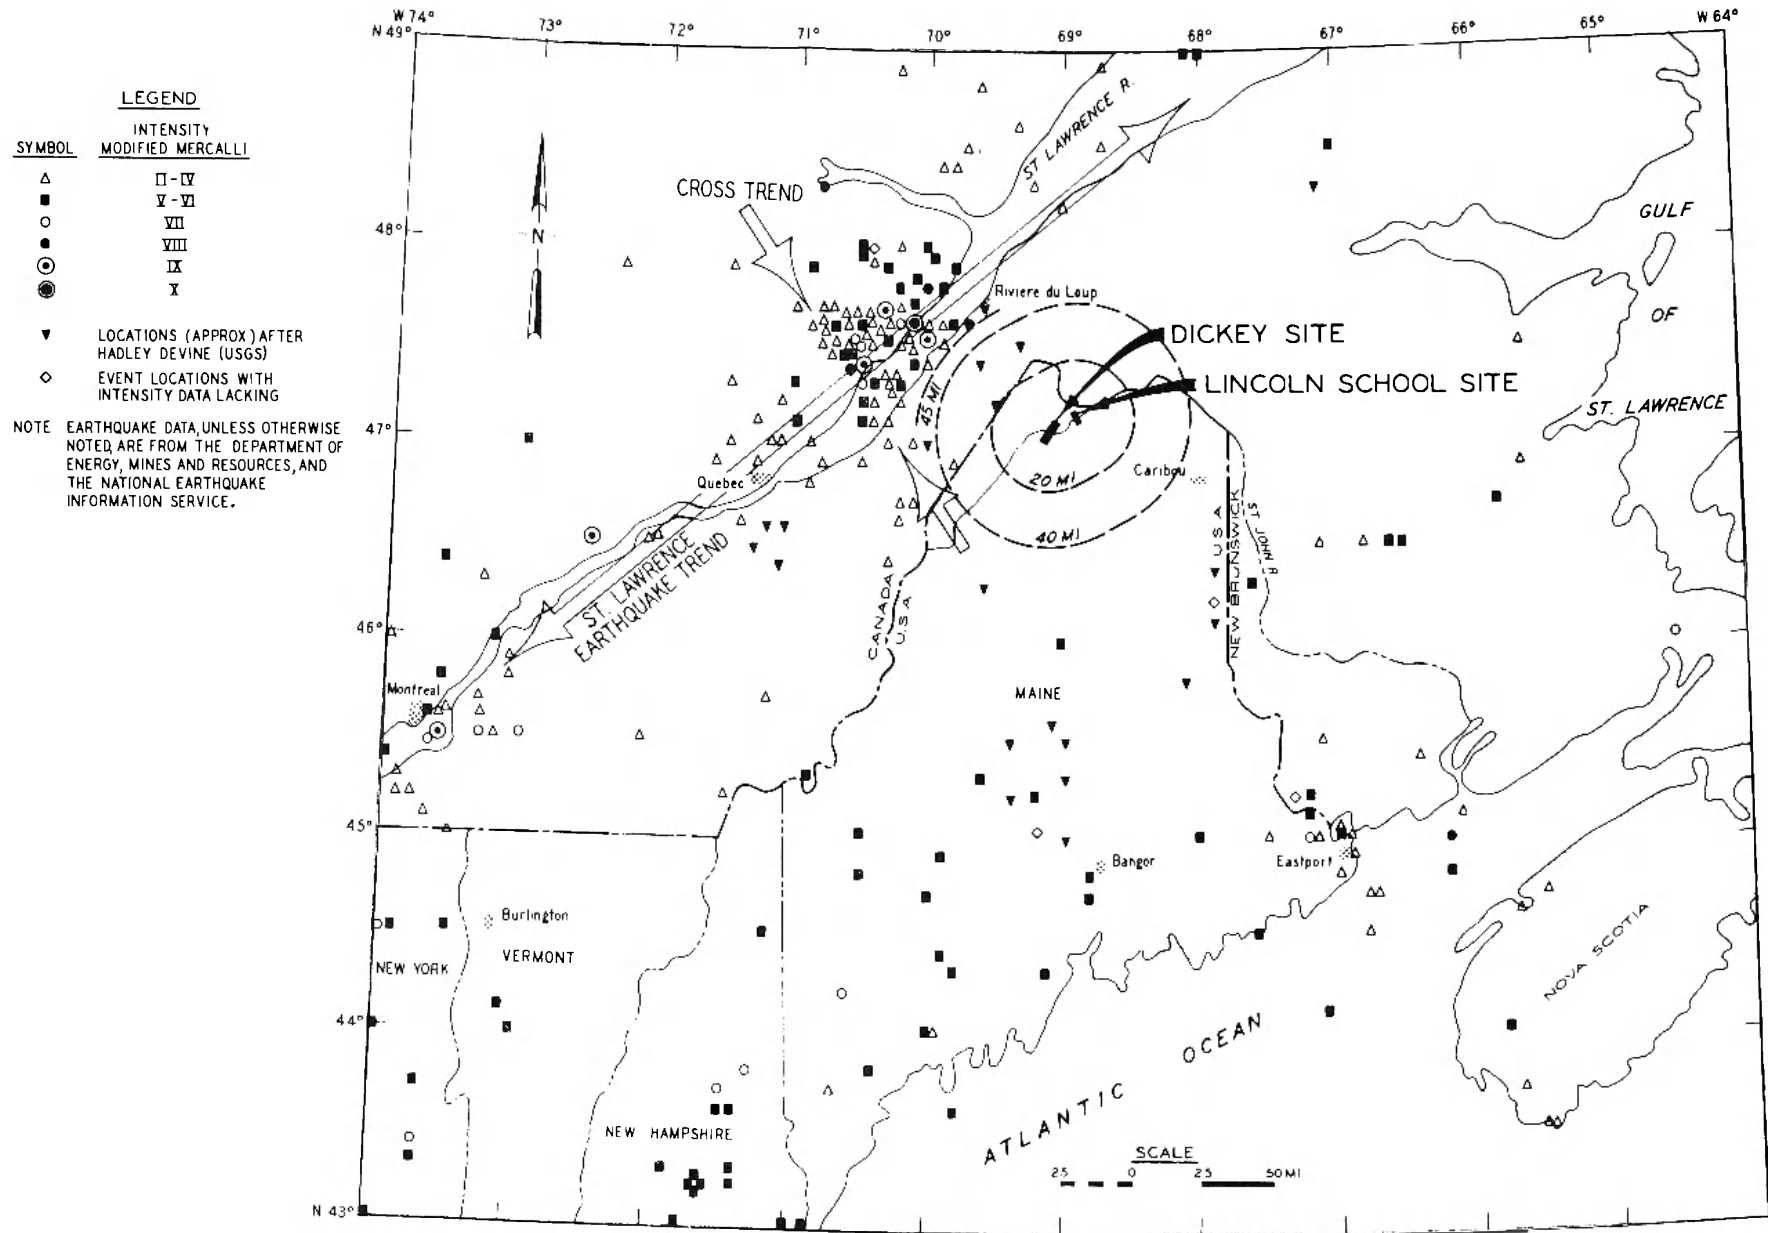 W 74°
N 49°
73°
72°
71°
70°
69°
68°
67°
66°
65°
W 64°
LEGEND
INTENSITY
SYMBOL MODIFIED MERCALLI
II - IV
V - VI
VII
VIII
IX
X
LOCATIONS (APPROX) AFTER
HADLEY DEVINE (USGS)
EVENT LOCATIONS WITH
INTENSITY DATA LACKING
NOTE EARTHQUAKE DATA, UNLESS OTHERWISE
NOTED, ARE FROM THE DEPARTMENT OF
ENERGY, MINES AND RESOURCES, AND
THE NATIONAL EARTHQUAKE
INFORMATION SERVICE.
N
CROSS TREND
ST LAWRENCE R.
48°
GULF
OF
ST. LAWRENCE
Riviere du Loup
DICKEY SITE
LINCOLN SCHOOL SITE
45 MI
47°
20 MI
40 MI
Caribou
Quebec
ST. LAWRENCE
EARTHQUAKE TREND
CANADA
U.S.A.
U S A
NEW BRUNSWICK
ST JOHN R
46°
Montreal
MAINE
45°
Bangor
Eastport
Burlington
VERMONT
NEW YORK
NOVA SCOTIA
44°
ATLANTIC OCEAN
NEW HAMPSHIRE
SCALE
25 0 25 50 MI
N 43°